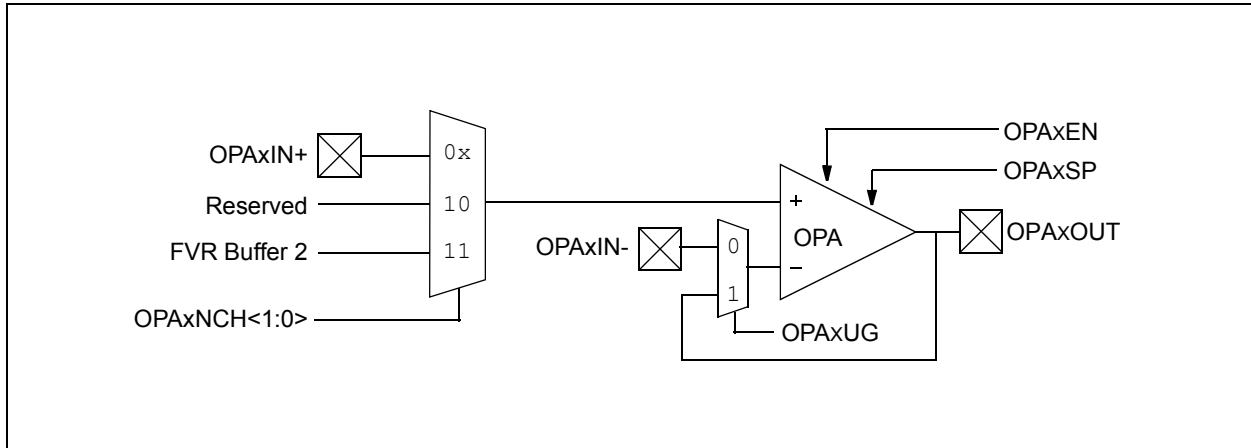 OPAxIN+
0x
Reserved
10
FVR Buffer 2
11
OPAxNCH<1:0>
OPAxEN
OPAxSP
+
OPA
−
OPAxIN-
0
1
OPAxUG
OPAxOUT